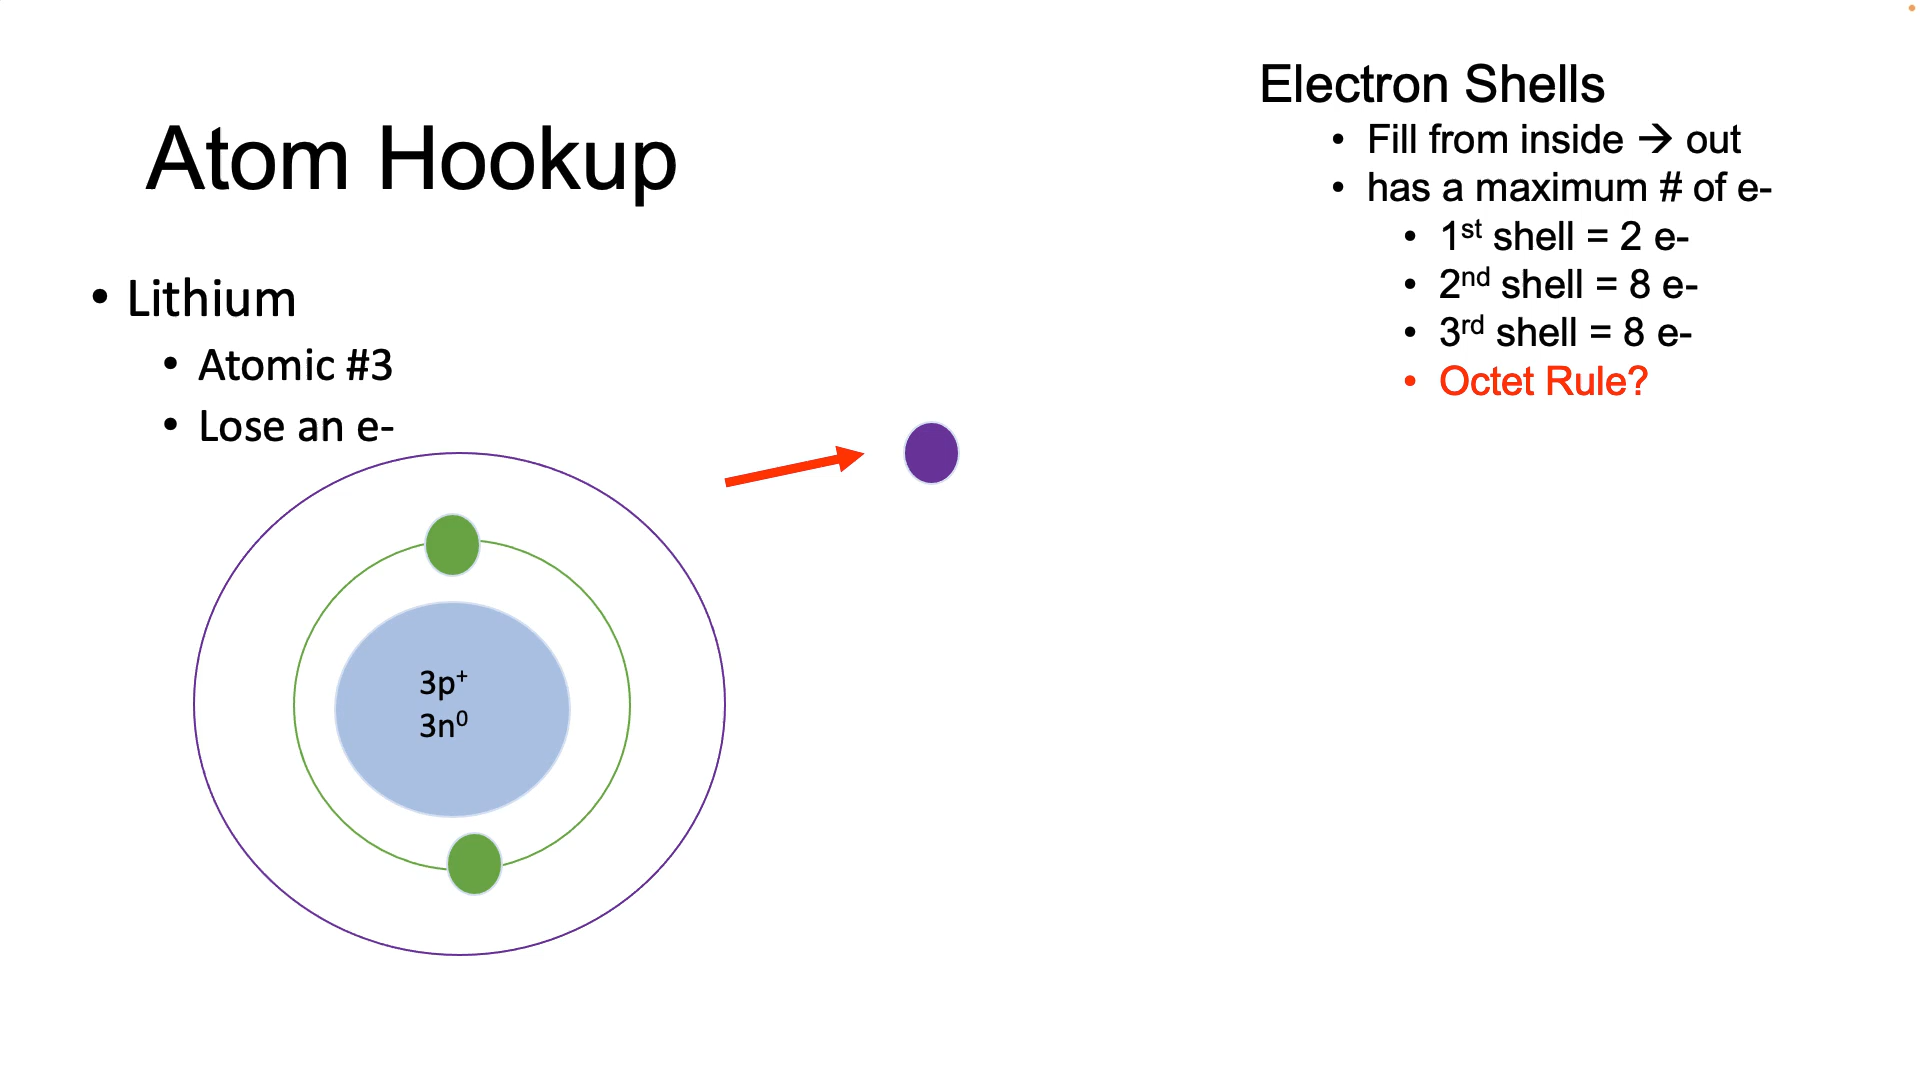 Atom Hookup
• Lithium
• Atomic #3
• Lose an e-
3p⁺
3n⁰
Electron Shells
• Fill from inside → out
• has a maximum # of e-
• 1ˢᵗ shell = 2 e-
• 2ⁿᵈ shell = 8 e-
• 3ʳᵈ shell = 8 e-
• Octet Rule?